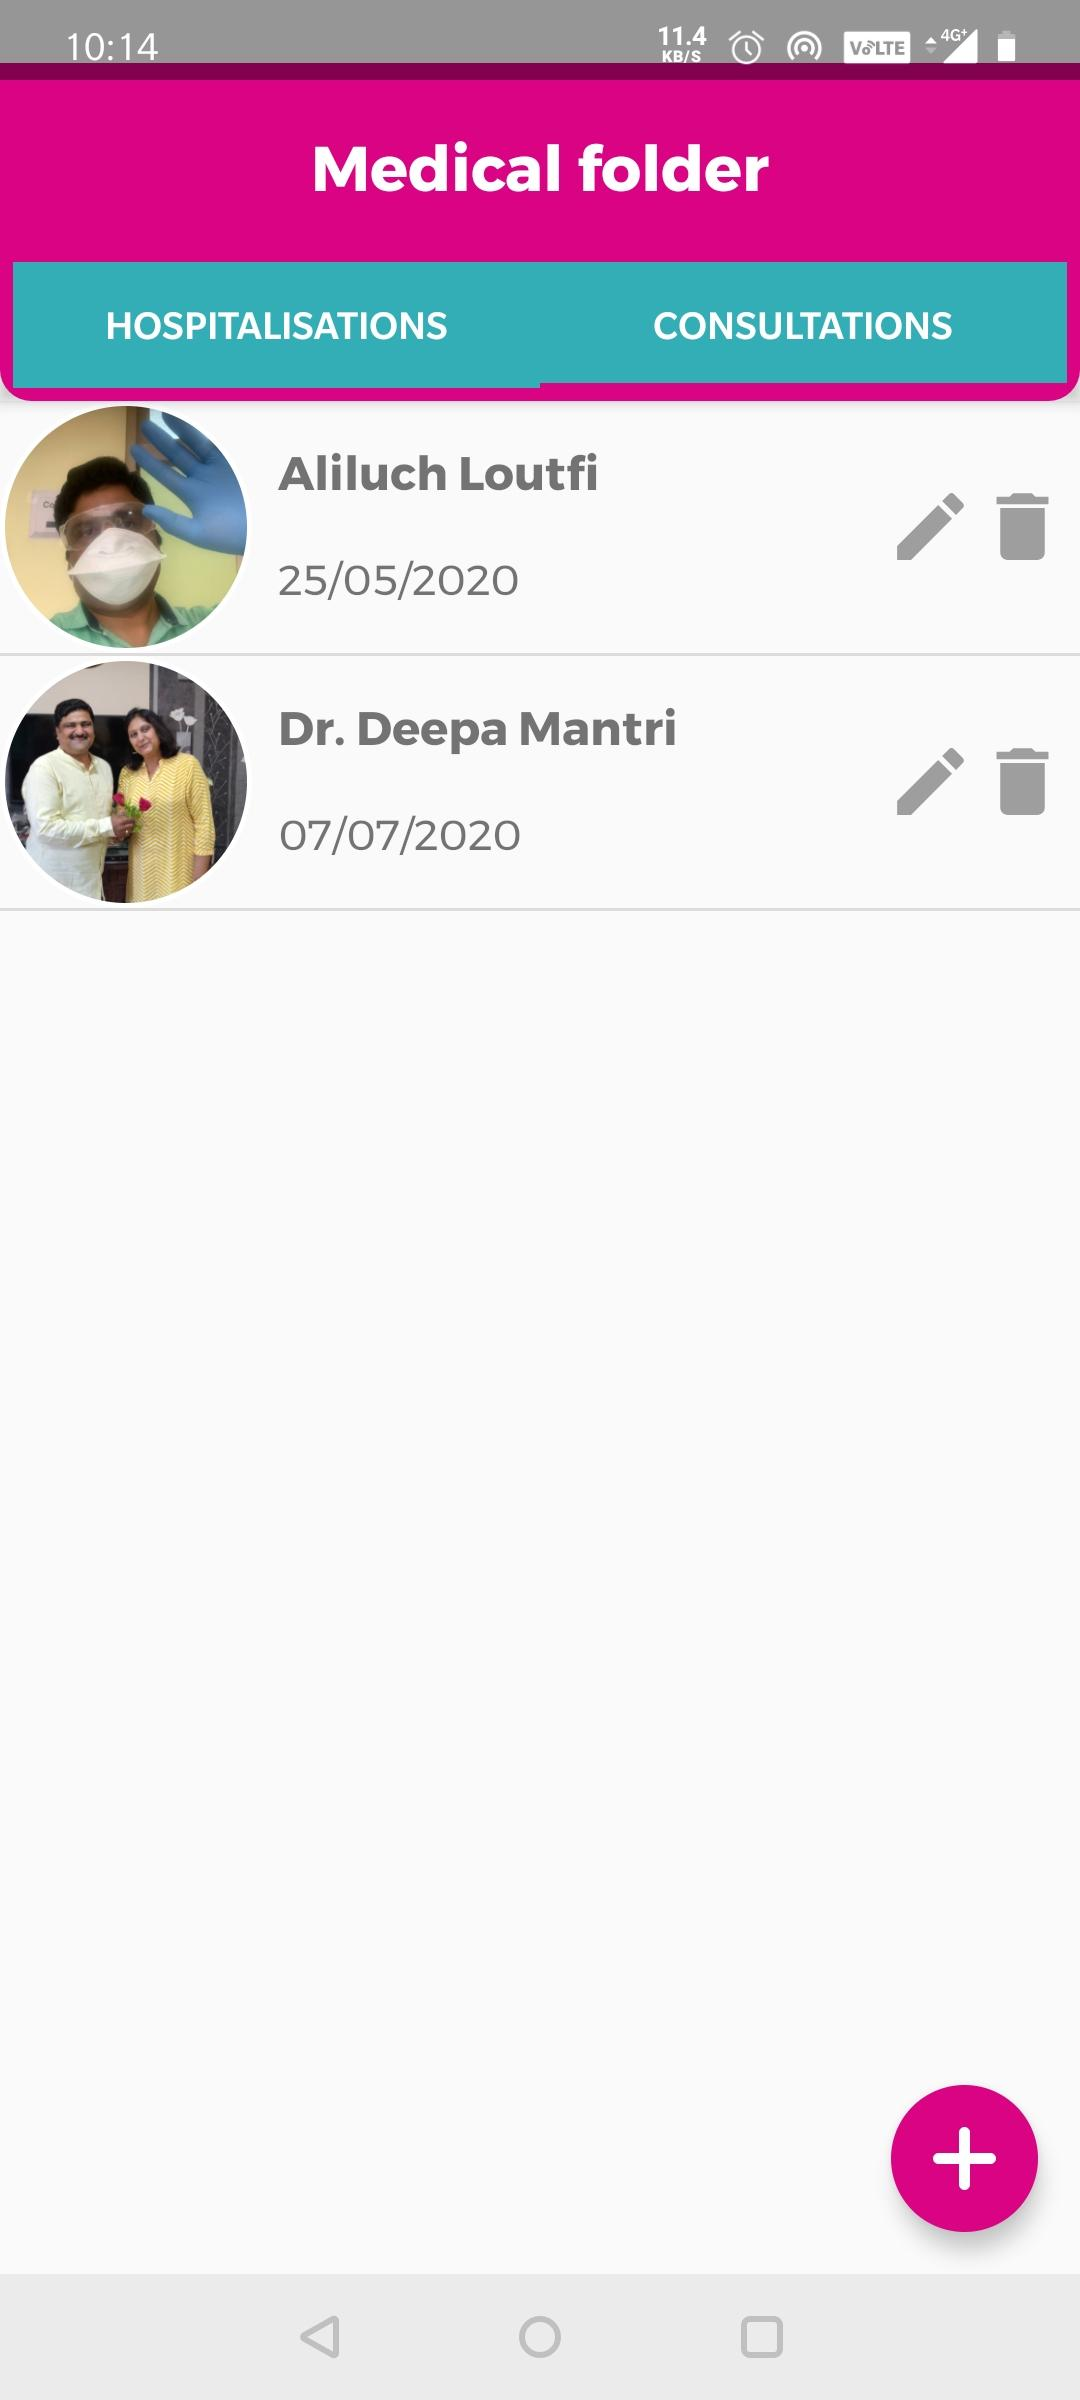 10:14
11.4
KB/S
VoLTE
4G+
Medical folder
HOSPITALISATIONS
CONSULTATIONS
Aliluch Loutfi
25/05/2020
Dr. Deepa Mantri
07/07/2020